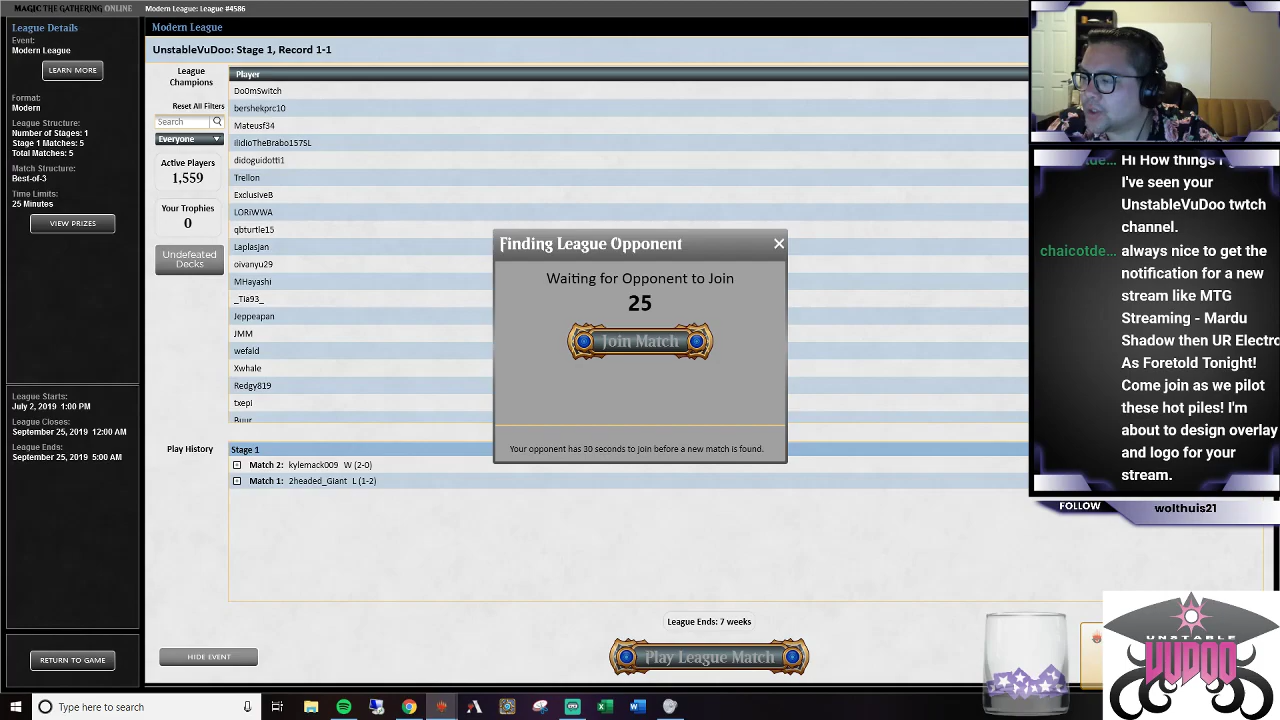 MAGIC THE GATHERING ONLINE
Modern League: League #4586
League Details
Event:
Modern League
LEARN MORE
Format:
Modern
League Structure:
Number of Stages: 1
Stage 1 Matches: 5
Total Matches: 5
Match Structure:
Best-of-3
Time Limits:
25 Minutes
VIEW PRIZES
League Starts:
July 2, 2019 1:00 PM
League Closes:
September 25, 2019 12:00 AM
League Ends:
September 25, 2019 5:00 AM
RETURN TO GAME
Modern League
UnstableVuDoo: Stage 1, Record 1-1
League
Champions
Reset All Filters
Search
Everyone
Active Players
1,559
Your Trophies
0
Undefeated
Decks
Player
Do0mSwitch
bershekprc10
Mateusf34
ilidioTheBrabo157SL
didoguidotti1
Trellon
ExclusiveB
LORiWWA
qbturtle15
Laplasjan
oivanyu29
MHayashi
_Tia93_
Jeppeapan
JMM
wefald
Xwhale
Redgy819
txepi
Play History
Stage 1
Match 2: kylemack009 W (2-0)
Match 1: 2headed_Giant L (1-2)
Finding League Opponent
Waiting for Opponent to Join
25
Join Match
Your opponent has 30 seconds to join before a new match is found.
League Ends: 7 weeks
HIDE EVENT
Play League Match
Hi How things
I've seen your
UnstableVuDoo twtch
channel.
chaicotde... always nice to get the
notification for a new
stream like MTG
Streaming - Mardu
Shadow then UR Electro
As Foretold Tonight!
Come join as we pilot
these hot piles! I'm
about to design overlay
and logo for your
stream.
FOLLOW
wolthuis21
UNSTABLE
VUDOO
Type here to search